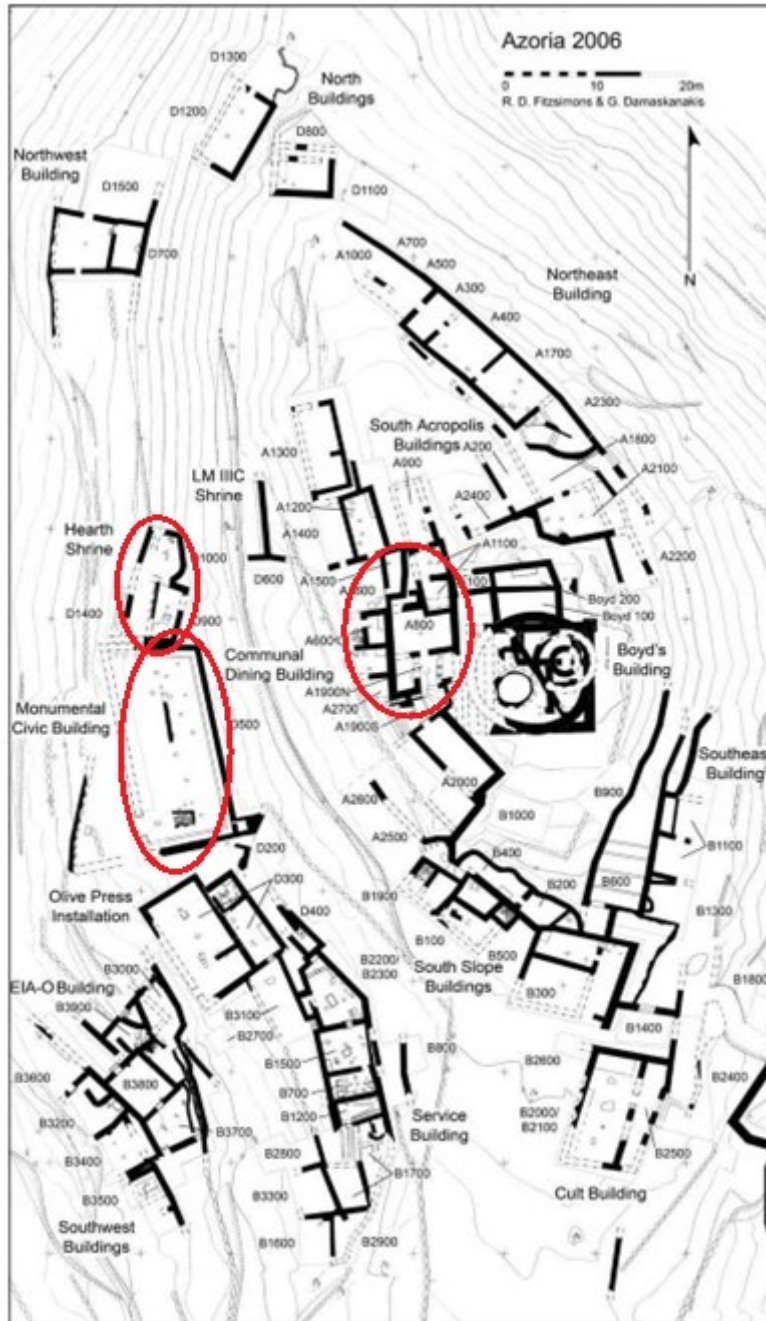 Azoria 2006
0 10 20m
R. D. Fitzsimons & G. Damaskanakis
N
D1300
North
Buildings
D1200
D800
Northwest
Building
D1500
D1100
D700
A700
A1000
A500
A300
Northeast
Building
A400
A1700
A2300
South Acropolis
Buildings
A200
A1800
A900
A2100
A1300
LM IIIC
Shrine
A1200
A2400
A1400
Hearth
Shrine
A1100
A2200
D1000
D600
A1500
Boyd 200
Boyd 100
D1400
D900
A800
Communal
Dining Building
A600
Boyd's
Building
A1900N
Monumental
Civic Building
D500
A2700
A1900S
Southeast
Building
A2000
B900
A2600
B1000
B1100
A2500
D200
B400
Olive Press
Installation
D300
B200
B600
B1900
D400
B1300
B100
B500
EIA-O Building
B3000
B2200/
B2300
South Slope
Buildings
B1800
B3900
B300
B3100
B2700
B1400
B1500
B800
B2600
B2400
B3600
B3800
B700
B3200
B1200
Service
Building
B2000/
B2100
B3700
B2500
B3400
B2800
B1700
Cult Building
B3500
B3300
Southwest
Buildings
B1600
B2900